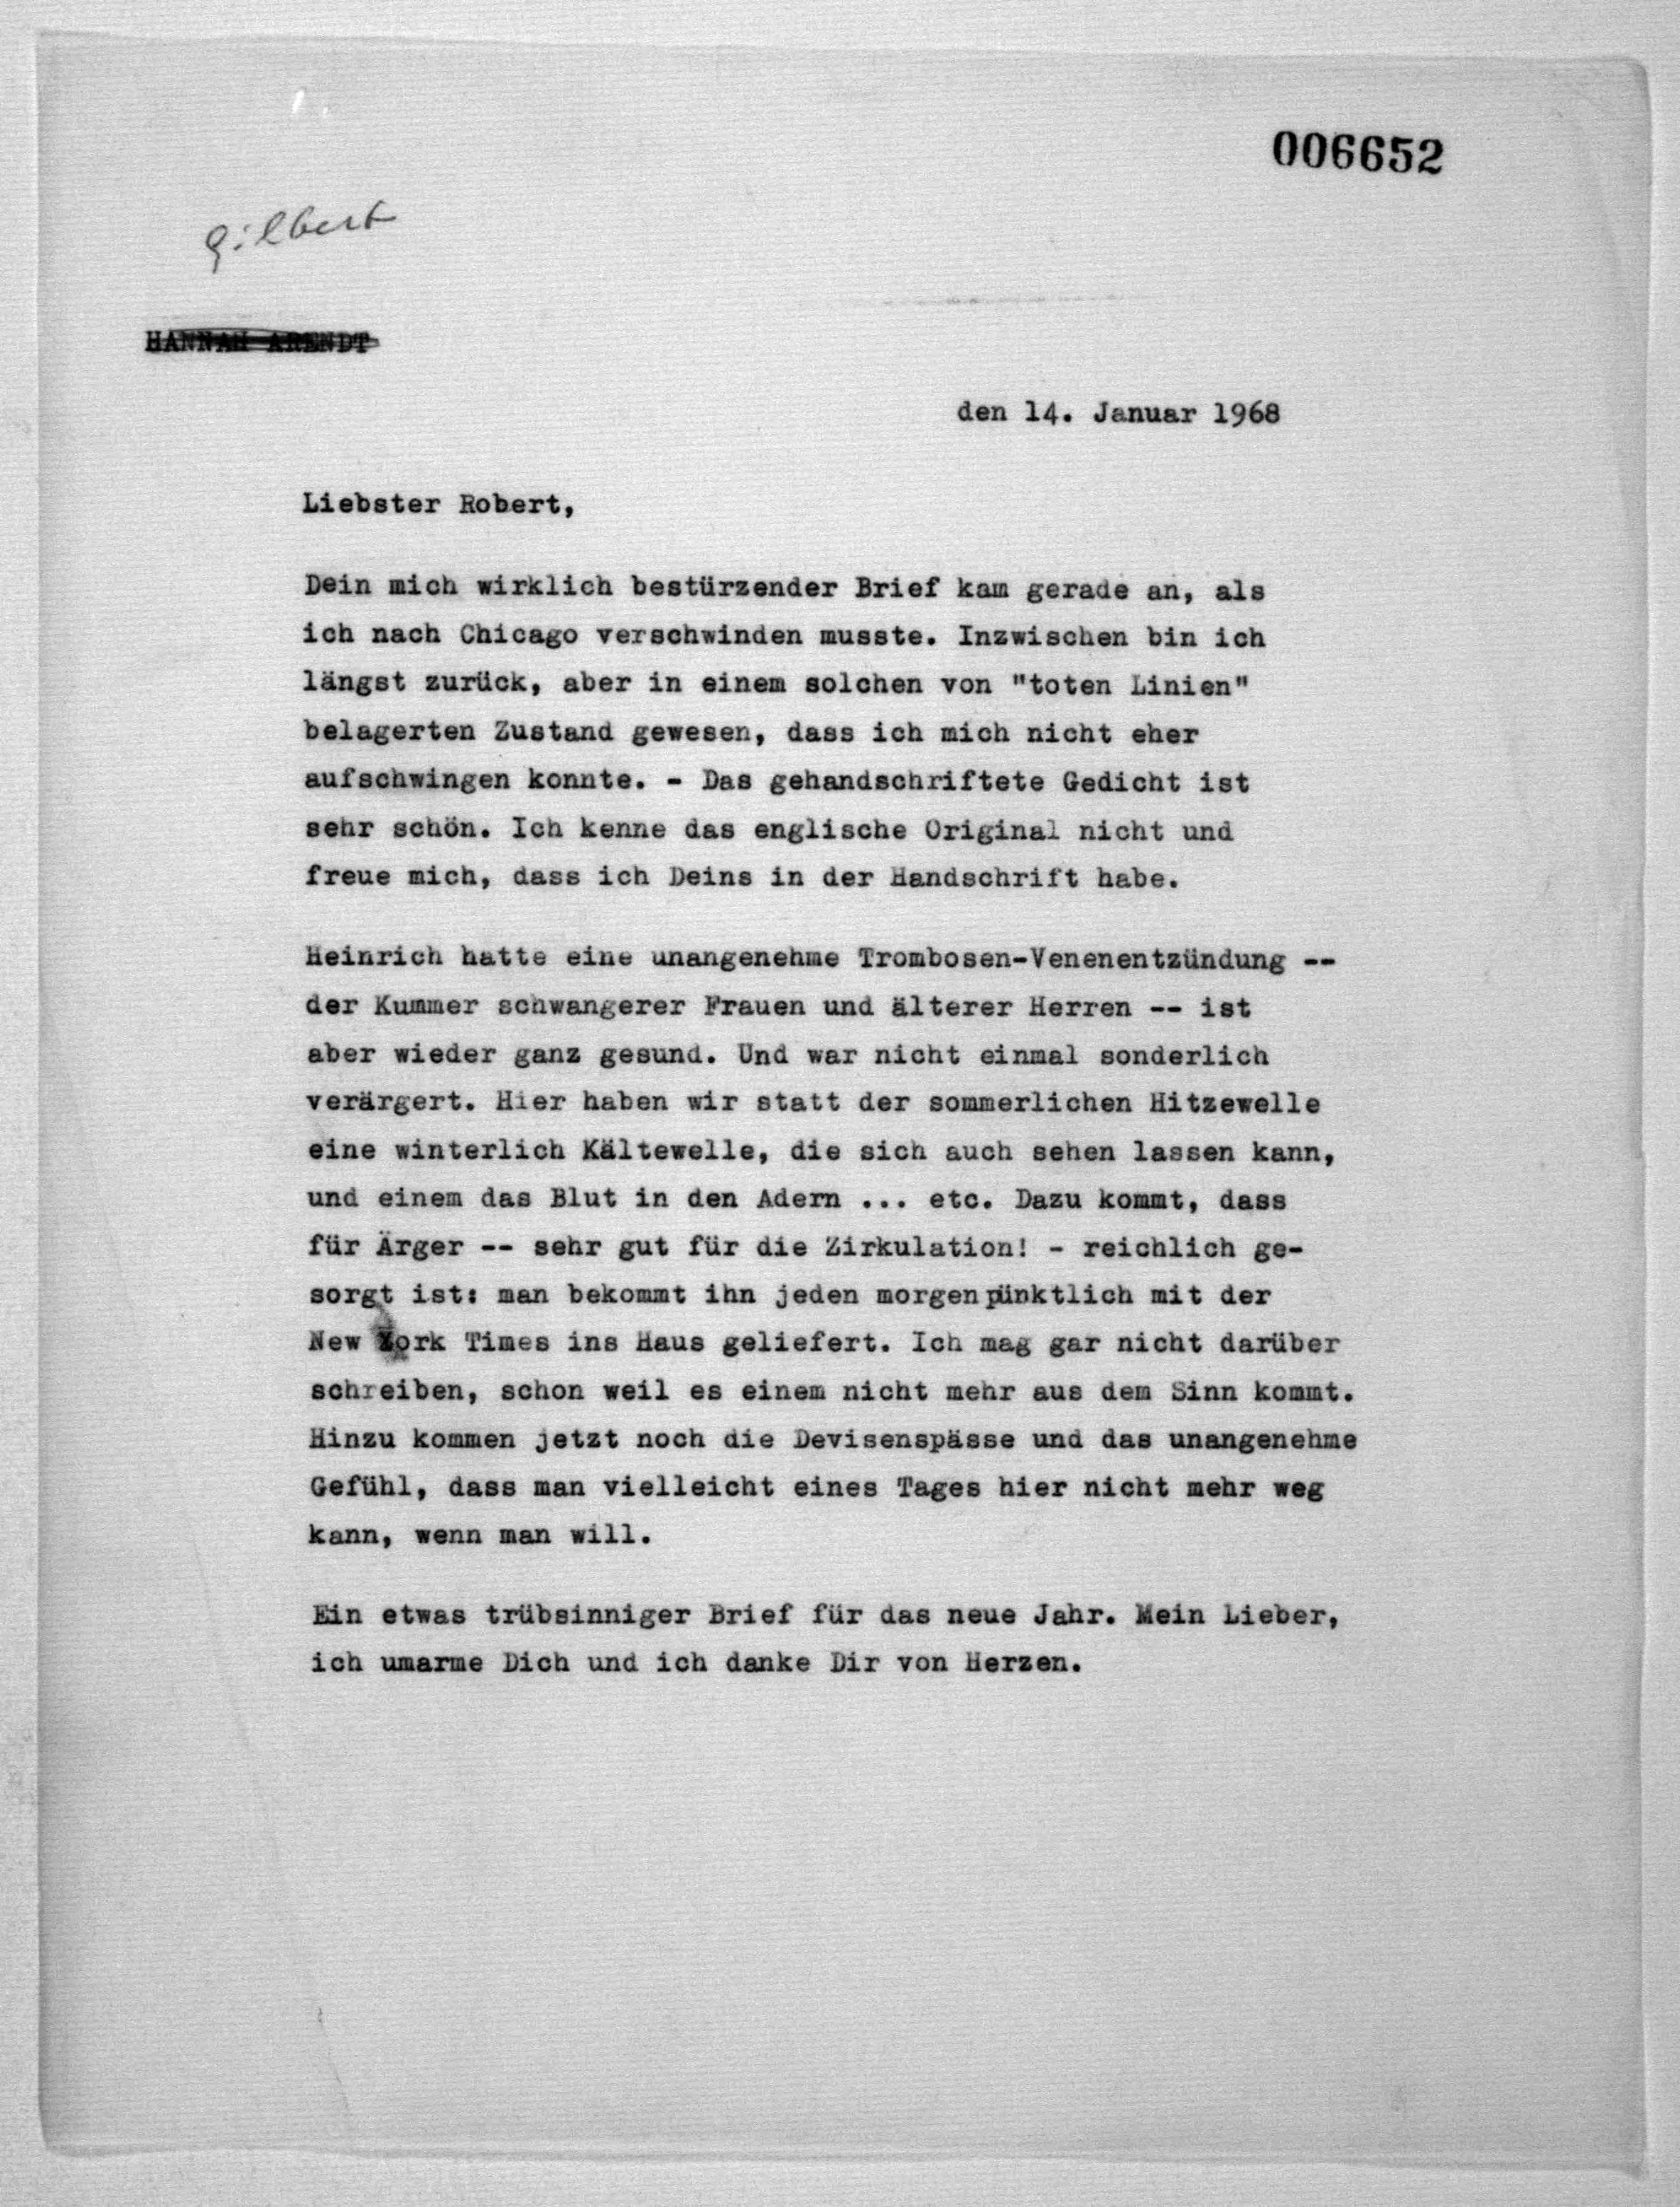 006652
Gilbert
HANNAH ARENDT
den 14. Januar 1968
Liebster Robert,
Dein mich wirklich bestürzender Brief kam gerade an, als
ich nach Chicago verschwinden musste. Inzwischen bin ich
längst zurück, aber in einem solchen von "toten Linien"
belagerten Zustand gewesen, dass ich mich nicht eher
aufschwingen konnte. - Das gehandschriftete Gedicht ist
sehr schön. Ich kenne das englische Original nicht und
freue mich, dass ich Deins in der Handschrift habe.
Heinrich hatte eine unangenehme Trombosen-Venenentzündung --
der Kummer schwangerer Frauen und älterer Herren -- ist
aber wieder ganz gesund. Und war nicht einmal sonderlich
verärgert. Hier haben wir statt der sommerlichen Hitzewelle
eine winterlich Kältewelle, die sich auch sehen lassen kann,
und einem das Blut in den Adern ... etc. Dazu kommt, dass
für Ärger -- sehr gut für die Zirkulation! - reichlich ge-
sorgt ist: man bekommt ihn jeden morgen pünktlich mit der
New York Times ins Haus geliefert. Ich mag gar nicht darüber
schreiben, schon weil es einem nicht mehr aus dem Sinn kommt.
Hinzu kommen jetzt noch die Devisenspässe und das unangenehme
Gefühl, dass man vielleicht eines Tages hier nicht mehr weg
kann, wenn man will.
Ein etwas trübsinniger Brief für das neue Jahr. Mein Lieber,
ich umarme Dich und ich danke Dir von Herzen.